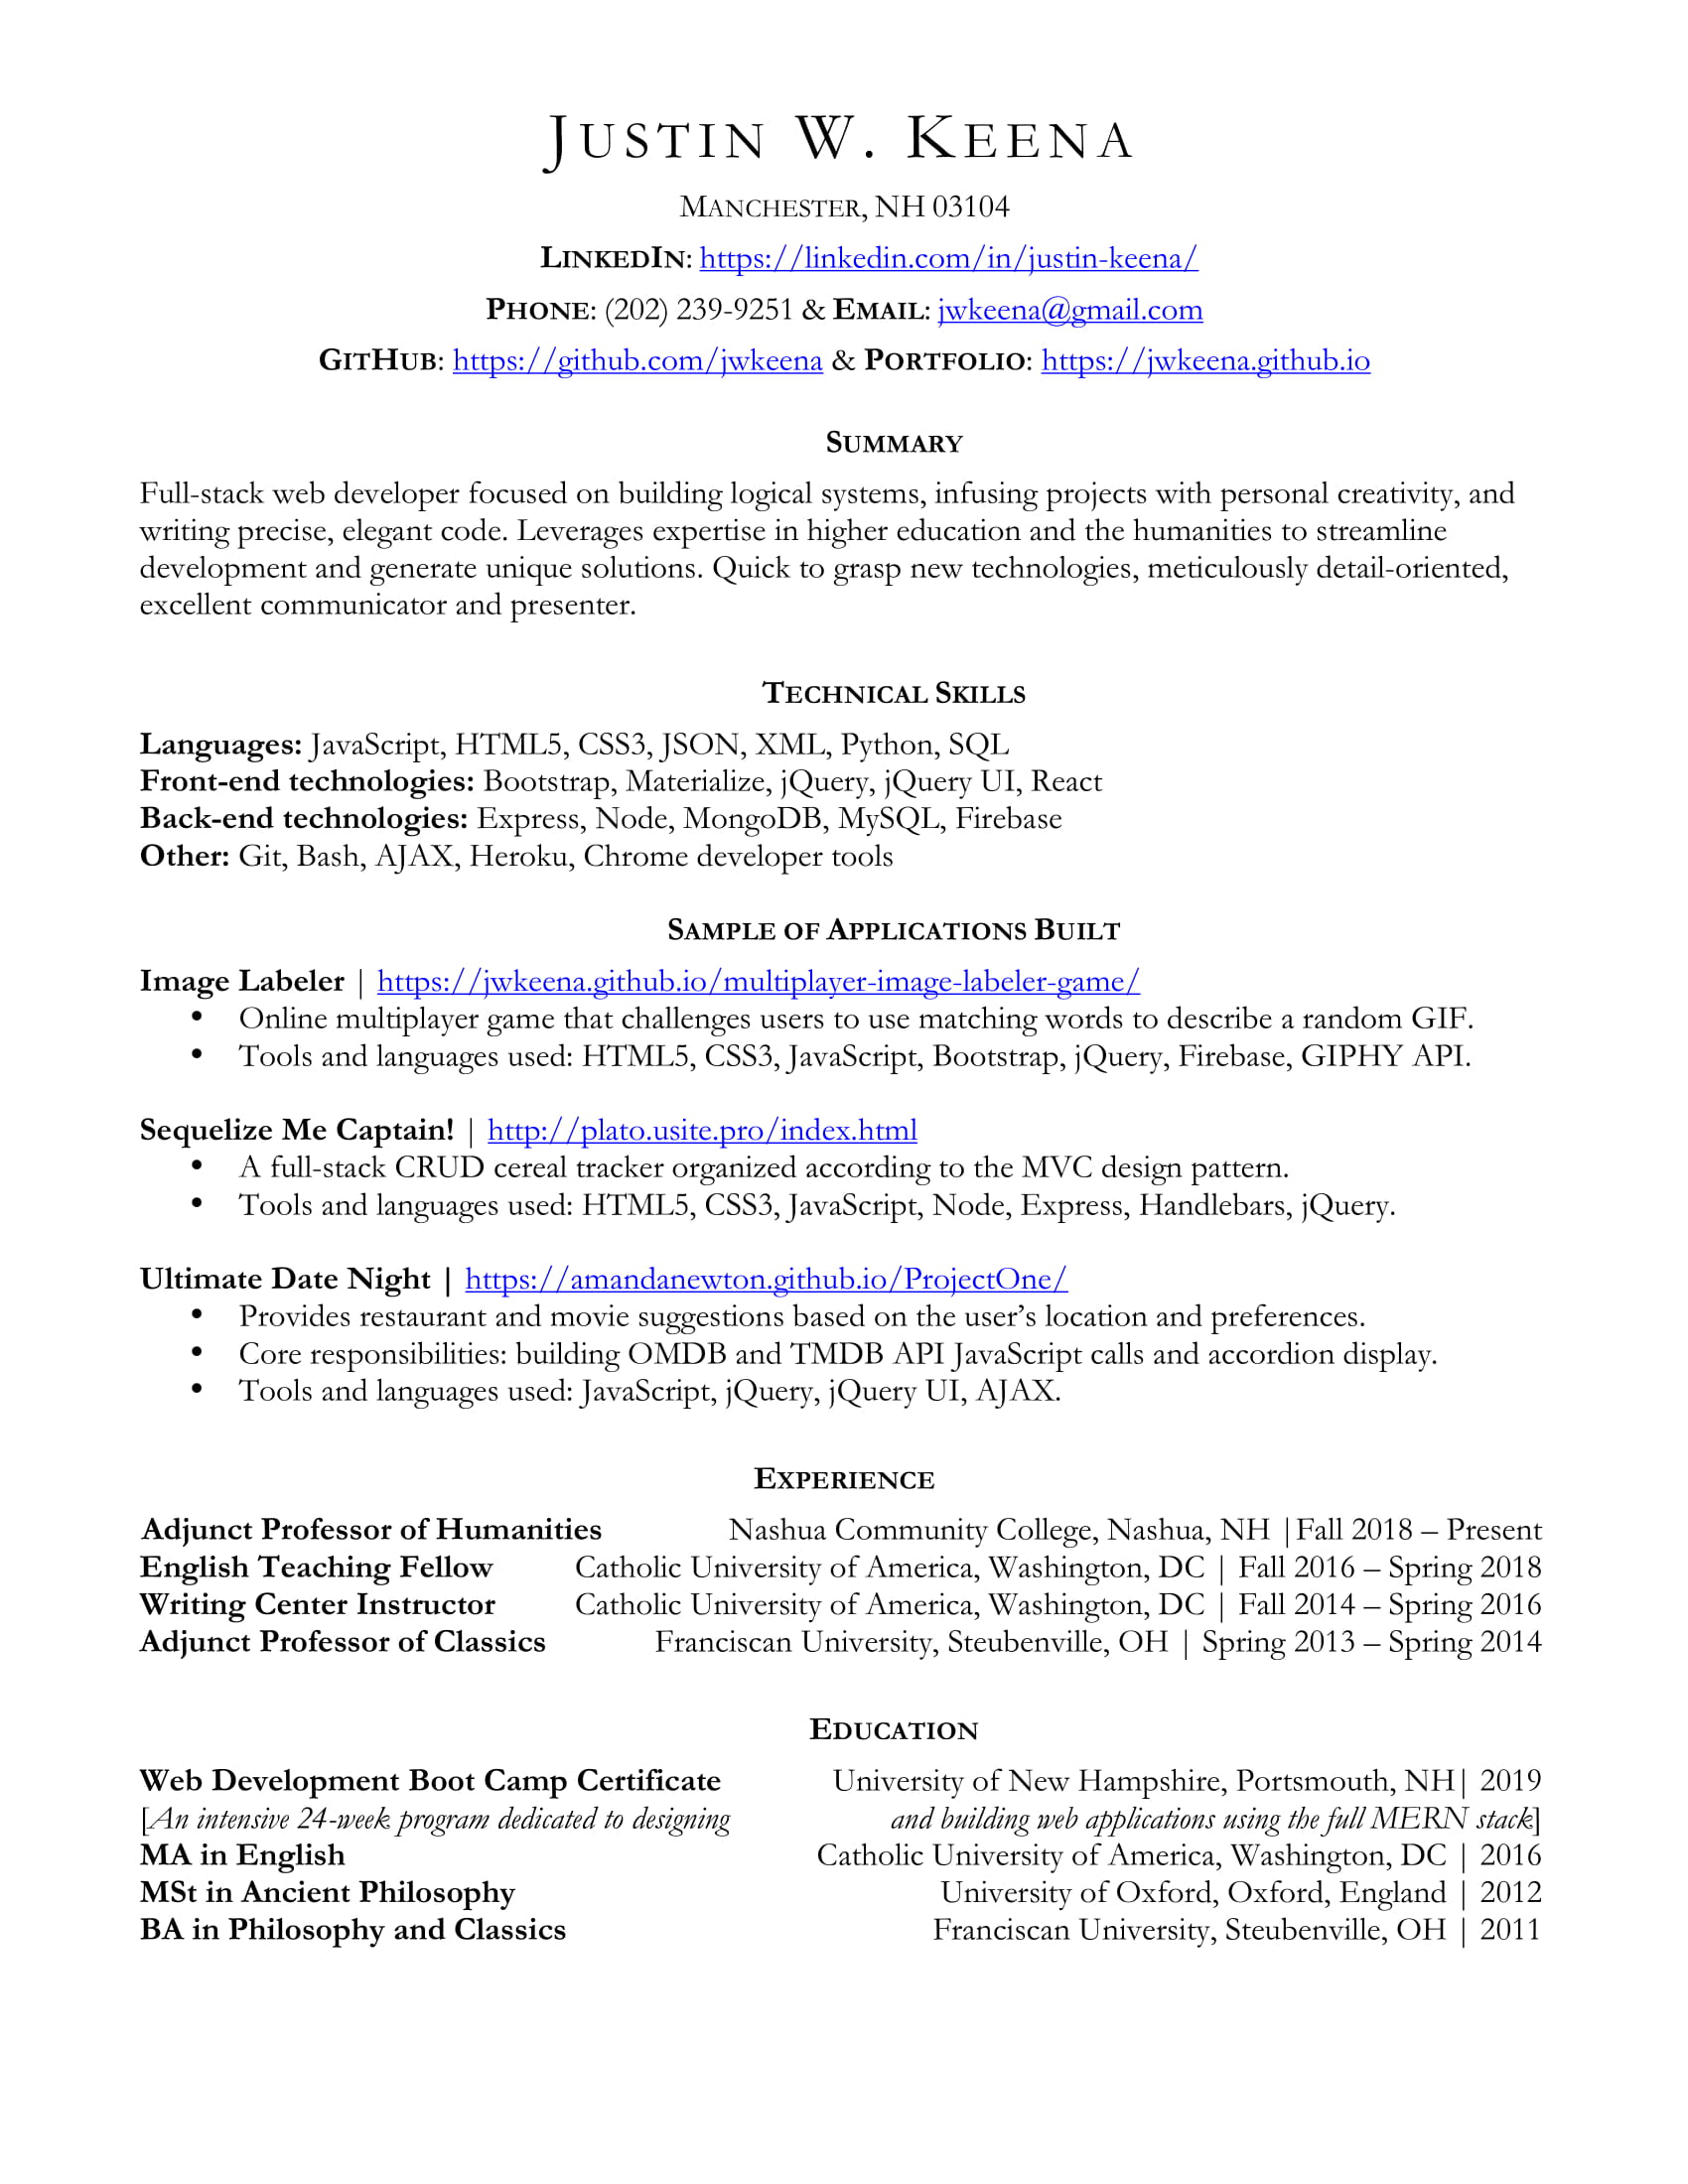 JUSTIN W. KEENA
MANCHESTER, NH 03104
LINKEDIN: https://linkedin.com/in/justin-keena/
PHONE: (202) 239-9251 & EMAIL: jwkeena@gmail.com
GITHUB: https://github.com/jwkeena & PORTFOLIO: https://jwkeena.github.io
SUMMARY
Full-stack web developer focused on building logical systems, infusing projects with personal creativity, and
writing precise, elegant code. Leverages expertise in higher education and the humanities to streamline
development and generate unique solutions. Quick to grasp new technologies, meticulously detail-oriented,
excellent communicator and presenter.
TECHNICAL SKILLS
Languages: JavaScript, HTML5, CSS3, JSON, XML, Python, SQL
Front-end technologies: Bootstrap, Materialize, jQuery, jQuery UI, React
Back-end technologies: Express, Node, MongoDB, MySQL, Firebase
Other: Git, Bash, AJAX, Heroku, Chrome developer tools
SAMPLE OF APPLICATIONS BUILT
Image Labeler | https://jwkeena.github.io/multiplayer-image-labeler-game/
• Online multiplayer game that challenges users to use matching words to describe a random GIF.
• Tools and languages used: HTML5, CSS3, JavaScript, Bootstrap, jQuery, Firebase, GIPHY API.
Sequelize Me Captain! | http://plato.usite.pro/index.html
• A full-stack CRUD cereal tracker organized according to the MVC design pattern.
• Tools and languages used: HTML5, CSS3, JavaScript, Node, Express, Handlebars, jQuery.
Ultimate Date Night | https://amandanewton.github.io/ProjectOne/
• Provides restaurant and movie suggestions based on the user’s location and preferences.
• Core responsibilities: building OMDB and TMDB API JavaScript calls and accordion display.
• Tools and languages used: JavaScript, jQuery, jQuery UI, AJAX.
EXPERIENCE
Adjunct Professor of Humanities Nashua Community College, Nashua, NH |Fall 2018 – Present
English Teaching Fellow Catholic University of America, Washington, DC | Fall 2016 – Spring 2018
Writing Center Instructor Catholic University of America, Washington, DC | Fall 2014 – Spring 2016
Adjunct Professor of Classics Franciscan University, Steubenville, OH | Spring 2013 – Spring 2014
EDUCATION
Web Development Boot Camp Certificate University of New Hampshire, Portsmouth, NH| 2019
[An intensive 24-week program dedicated to designing and building web applications using the full MERN stack]
MA in English Catholic University of America, Washington, DC | 2016
MSt in Ancient Philosophy University of Oxford, Oxford, England | 2012
BA in Philosophy and Classics Franciscan University, Steubenville, OH | 2011